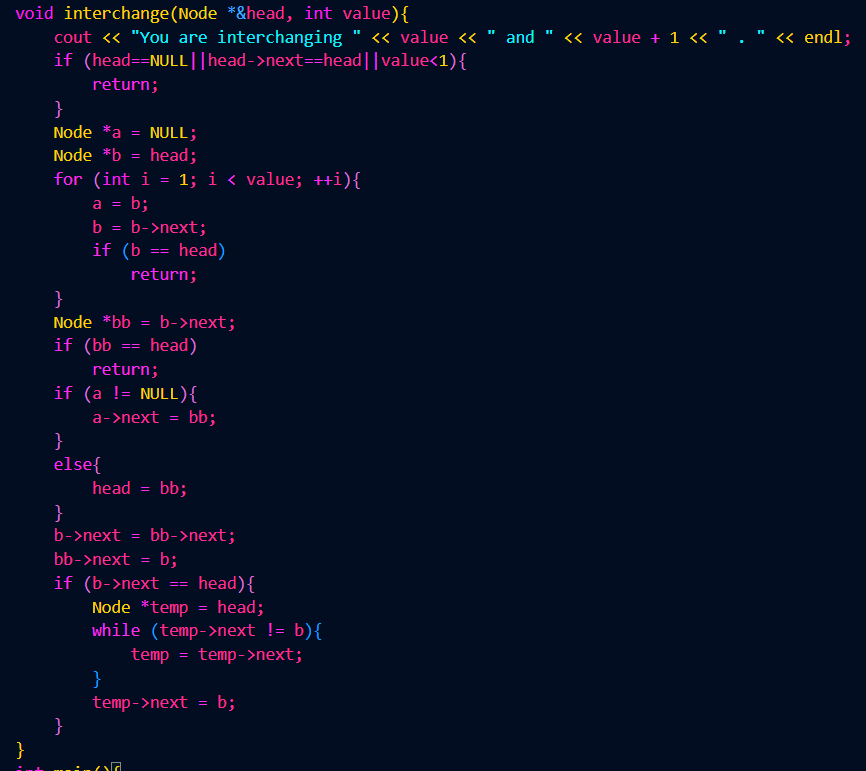 void interchange(Node *&head, int value){
    cout << "You are interchanging " << value << " and " << value + 1 << " . " << endl;
    if (head==NULL||head->next==head||value<1){
        return;
    }
    Node *a = NULL;
    Node *b = head;
    for (int i = 1; i < value; ++i){
        a = b;
        b = b->next;
        if (b == head)
            return;
    }
    Node *bb = b->next;
    if (bb == head)
        return;
    if (a != NULL){
        a->next = bb;
    }
    else{
        head = bb;
    }
    b->next = bb->next;
    bb->next = b;
    if (b->next == head){
        Node *temp = head;
        while (temp->next != b){
            temp = temp->next;
        }
        temp->next = b;
    }
}
int main(){